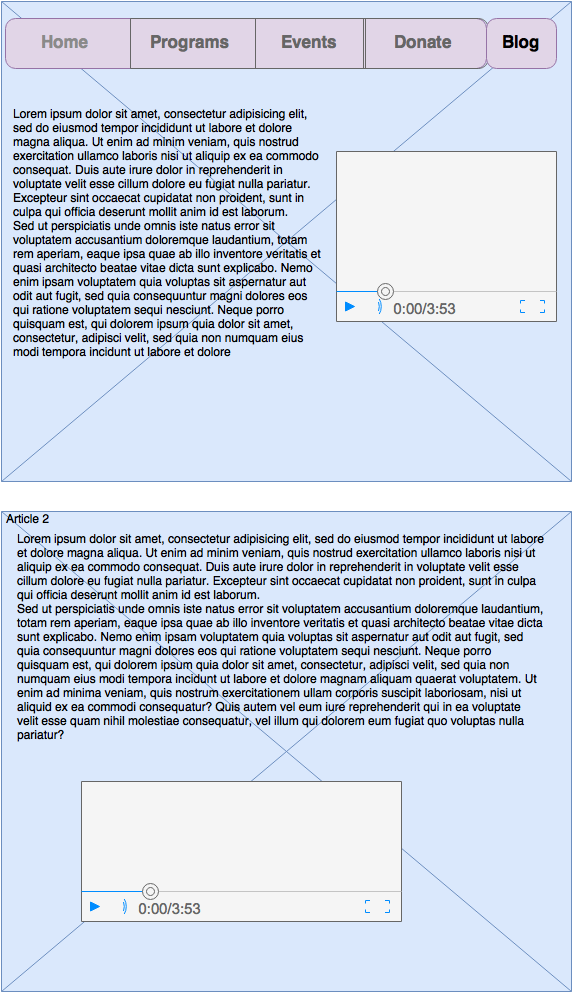 Home Programs Events Donate Blog
Lorem ipsum dolor sit amet, consectetur adipisicing elit,
sed do eiusmod tempor incididunt ut labore et dolore
magna aliqua. Ut enim ad minim veniam, quis nostrud
exercitation ullamco laboris nisi ut aliquip ex ea commodo
consequat. Duis aute irure dolor in reprehenderit in
voluptate velit esse cillum dolore eu fugiat nulla pariatur.
Excepteur sint occaecat cupidatat non proident, sunt in
culpa qui officia deserunt mollit anim id est laborum.
Sed ut perspiciatis unde omnis iste natus error sit
voluptatem accusantium doloremque laudantium, totam
rem aperiam, eaque ipsa quae ab illo inventore veritatis et
quasi architecto beatae vitae dicta sunt explicabo. Nemo
enim ipsam voluptatem quia voluptas sit aspernatur aut
odit aut fugit, sed quia consequuntur magni dolores eos
qui ratione voluptatem sequi nesciunt. Neque porro
quisquam est, qui dolorem ipsum quia dolor sit amet,
consectetur, adipisci velit, sed quia non numquam eius
modi tempora incidunt ut labore et dolore
0:00/3:53
Article 2
Lorem ipsum dolor sit amet, consectetur adipisicing elit, sed do eiusmod tempor incididunt ut labore
et dolore magna aliqua. Ut enim ad minim veniam, quis nostrud exercitation ullamco laboris nisi ut
aliquip ex ea commodo consequat. Duis aute irure dolor in reprehenderit in voluptate velit esse
cillum dolore eu fugiat nulla pariatur. Excepteur sint occaecat cupidatat non proident, sunt in culpa
qui officia deserunt mollit anim id est laborum.
Sed ut perspiciatis unde omnis iste natus error sit voluptatem accusantium doloremque laudantium,
totam rem aperiam, eaque ipsa quae ab illo inventore veritatis et quasi architecto beatae vitae dicta
sunt explicabo. Nemo enim ipsam voluptatem quia voluptas sit aspernatur aut odit aut fugit, sed
quia consequuntur magni dolores eos qui ratione voluptatem sequi nesciunt. Neque porro
quisquam est, qui dolorem ipsum quia dolor sit amet, consectetur, adipisci velit, sed quia non
numquam eius modi tempora incidunt ut labore et dolore magnam aliquam quaerat voluptatem. Ut
enim ad minima veniam, quis nostrum exercitationem ullam corporis suscipit laboriosam, nisi ut
aliquid ex ea commodi consequatur? Quis autem vel eum iure reprehenderit qui in ea voluptate
velit esse quam nihil molestiae consequatur, vel illum qui dolorem eum fugiat quo voluptas nulla
pariatur?
0:00/3:53